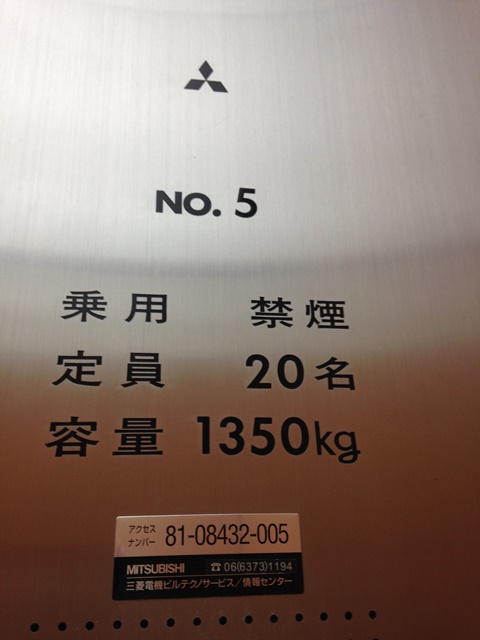 NO. 5
乗用 禁煙
定員 20名
容量 1350kg
アクセス
ナンバー 81-08432-005
MITSUBISHI ☎ 06(6373)1194
三菱電機ビルテクノサービス/情報センター